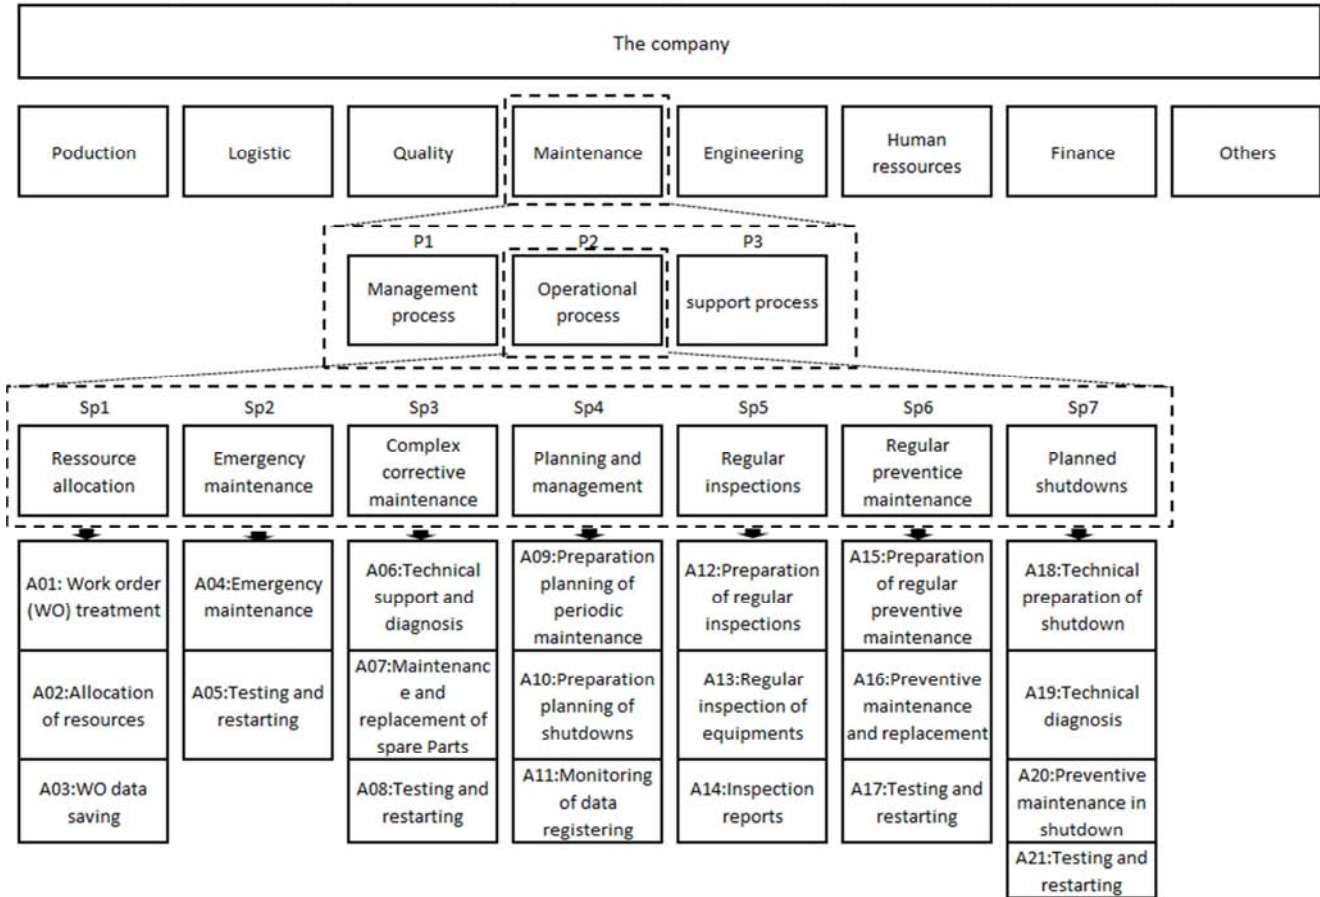 The company
Poduction
Logistic
Quality
Maintenance
Engineering
Human
ressources
Finance
Others
P1
P2
P3
Management
process
Operational
process
support process
Sp1
Sp2
Sp3
Sp4
Sp5
Sp6
Sp7
Ressource
allocation
Emergency
maintenance
Complex
corrective
maintenance
Planning and
management
Regular
inspections
Regular
preventice
maintenance
Planned
shutdowns
A01: Work order
(WO) treatment
A02:Allocation
of resources
A03:WO data
saving
A04:Emergency
maintenance
A05:Testing and
restarting
A06:Technical
support and
diagnosis
A07:Maintenanc
e and
replacement of
spare Parts
A08:Testing and
restarting
A09:Preparation
planning of
periodic
maintenance
A10:Preparation
planning of
shutdowns
A11:Monitoring
of data
registering
A12:Preparation
of regular
inspections
A13:Regular
inspection of
equipments
A14:Inspection
reports
A15:Preparation
of regular
preventive
maintenance
A16:Preventive
maintenance
and replacement
A17:Testing and
restarting
A18:Technical
preparation of
shutdown
A19:Technical
diagnosis
A20:Preventive
maintenance in
shutdown
A21:Testing and
restarting